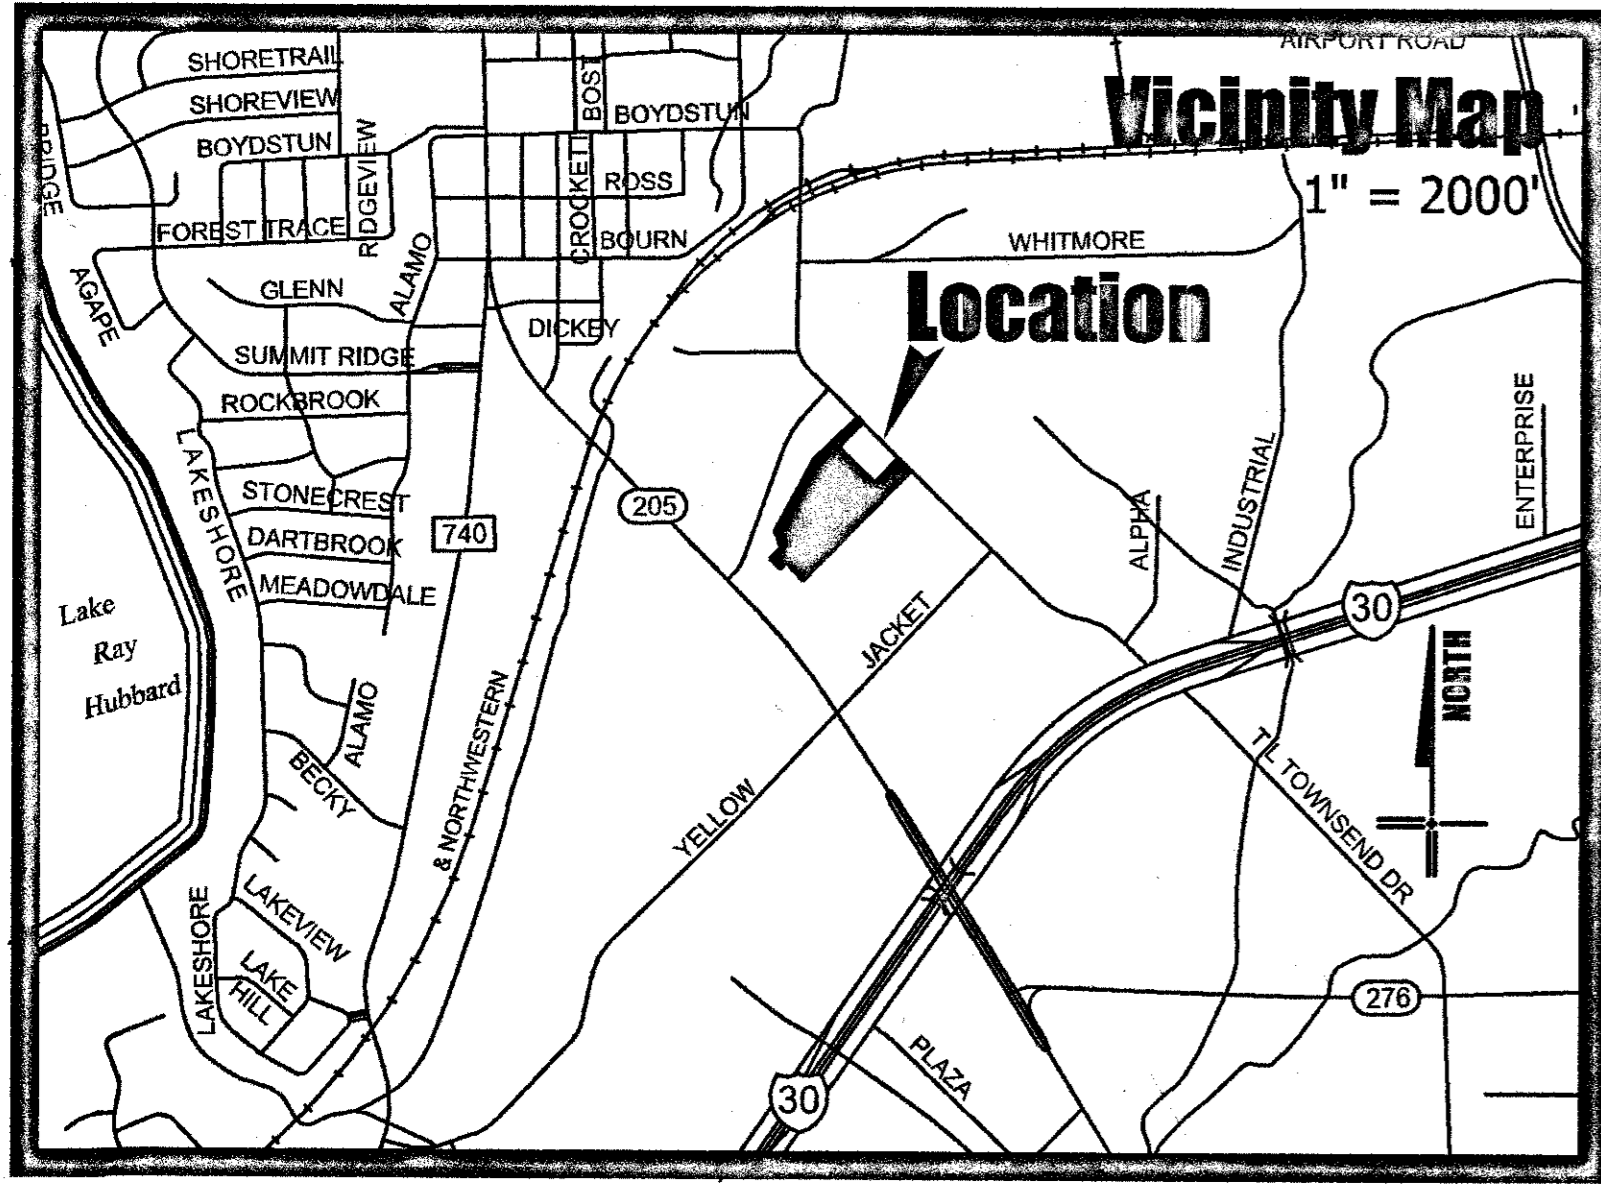 AIRPORT ROAD
Vicinity Map
1" = 2000'
SHORETRAIL
SHOREVIEW
BOYDSTUN
BOST
BOYDSTUN
RIDGEVIEW
CROCKETT
ROSS
FOREST TRACE
BOURN
WHITMORE
AGAPE
GLENN
ALAMO
Location
DICKEY
SUMMIT RIDGE
ROCKBROOK
ENTERPRISE
LAKESHORE
STONECREST
205
740
DARTBROOK
ALPHA
INDUSTRIAL
MEADOWDALE
30
Lake
Ray
Hubbard
JACKET
NORTH
ALAMO
BECKY
& NORTHWESTERN
YELLOW
T L TOWNSEND DR
LAKESHORE
LAKEVIEW
LAKE
HILL
276
PLAZA
30